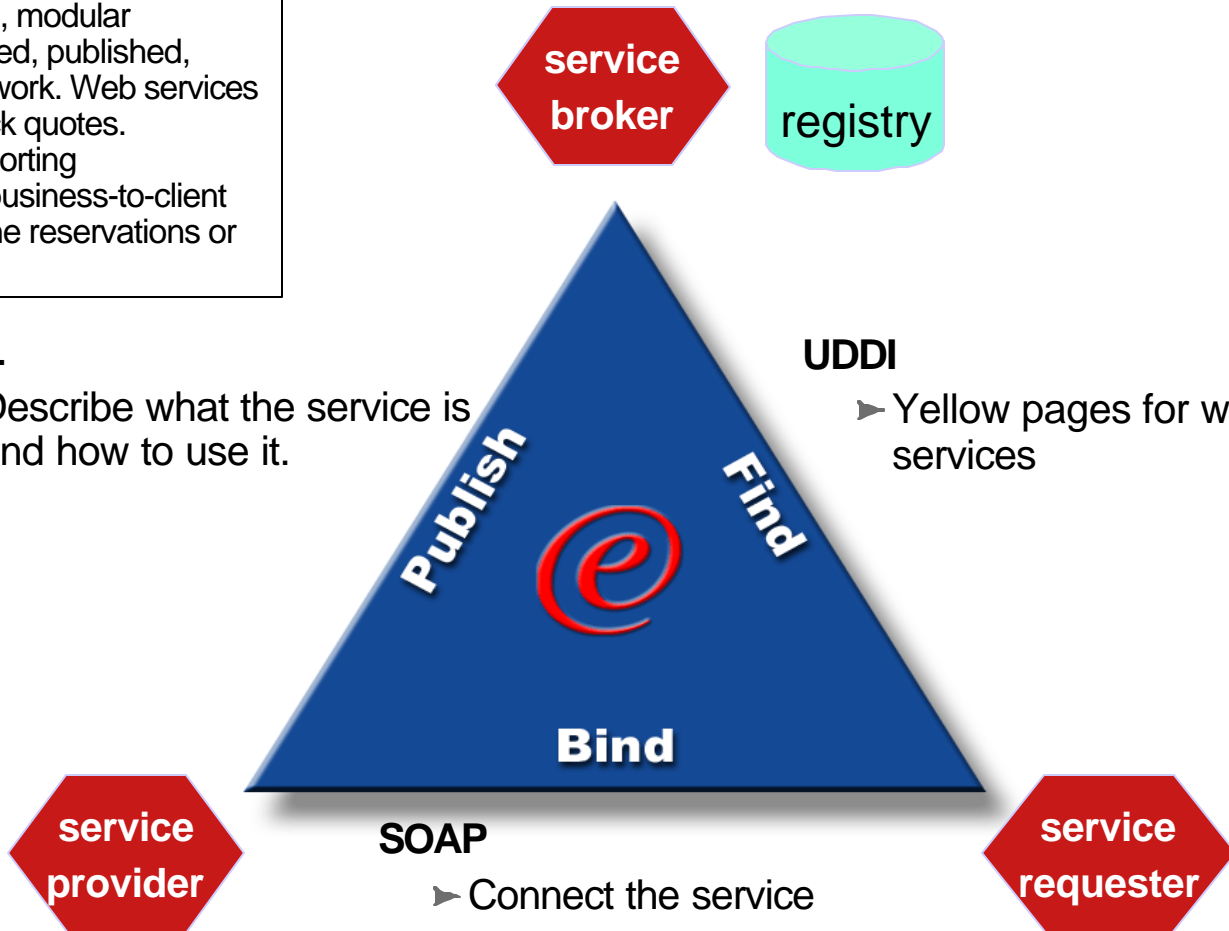 , modular
ed, published,
work. Web services
k quotes.
orting
business-to-client
ne reservations or
service
broker
registry
.
Describe what the service is
nd how to use it.
UDDI
Yellow pages for w
services
Publish
Find
e
Bind
service
provider
SOAP
Connect the service
service
requester